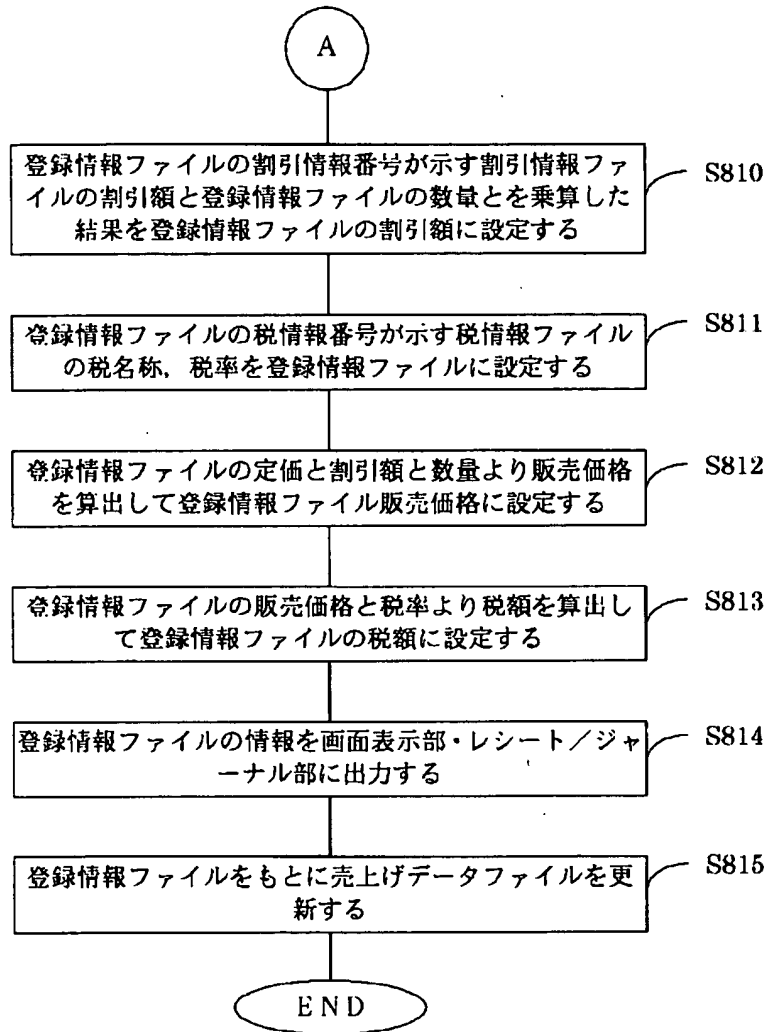 A
登録情報ファイルの割引情報番号が示す割引情報ファ
イルの割引額と登録情報ファイルの数量とを乗算した
結果を登録情報ファイルの割引額に設定する
S810
登録情報ファイルの税情報番号が示す税情報ファイル
の税名称，税率を登録情報ファイルに設定する
S811
登録情報ファイルの定価と割引額と数量より販売価格
を算出して登録情報ファイル販売価格に設定する
S812
登録情報ファイルの販売価格と税率より税額を算出し
て登録情報ファイルの税額に設定する
S813
登録情報ファイルの情報を画面表示部・レシート／ジャ
ーナル部に出力する
S814
登録情報ファイルをもとに売上げデータファイルを更
新する
S815
END